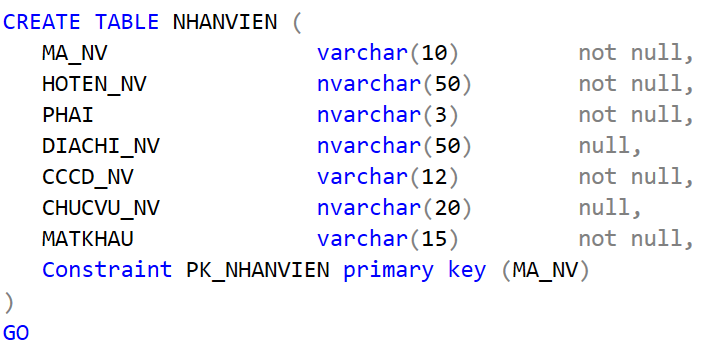 CREATE TABLE NHANVIEN (
MA_NV varchar(10) not null,
HOTEN_NV nvarchar(50) not null,
PHAI nvarchar(3) not null,
DIACHI_NV nvarchar(50) null,
CCCD_NV varchar(12) not null,
CHUCVU_NV nvarchar(20) null,
MATKHAU varchar(15) not null,
Constraint PK_NHANVIEN primary key (MA_NV)
)
GO